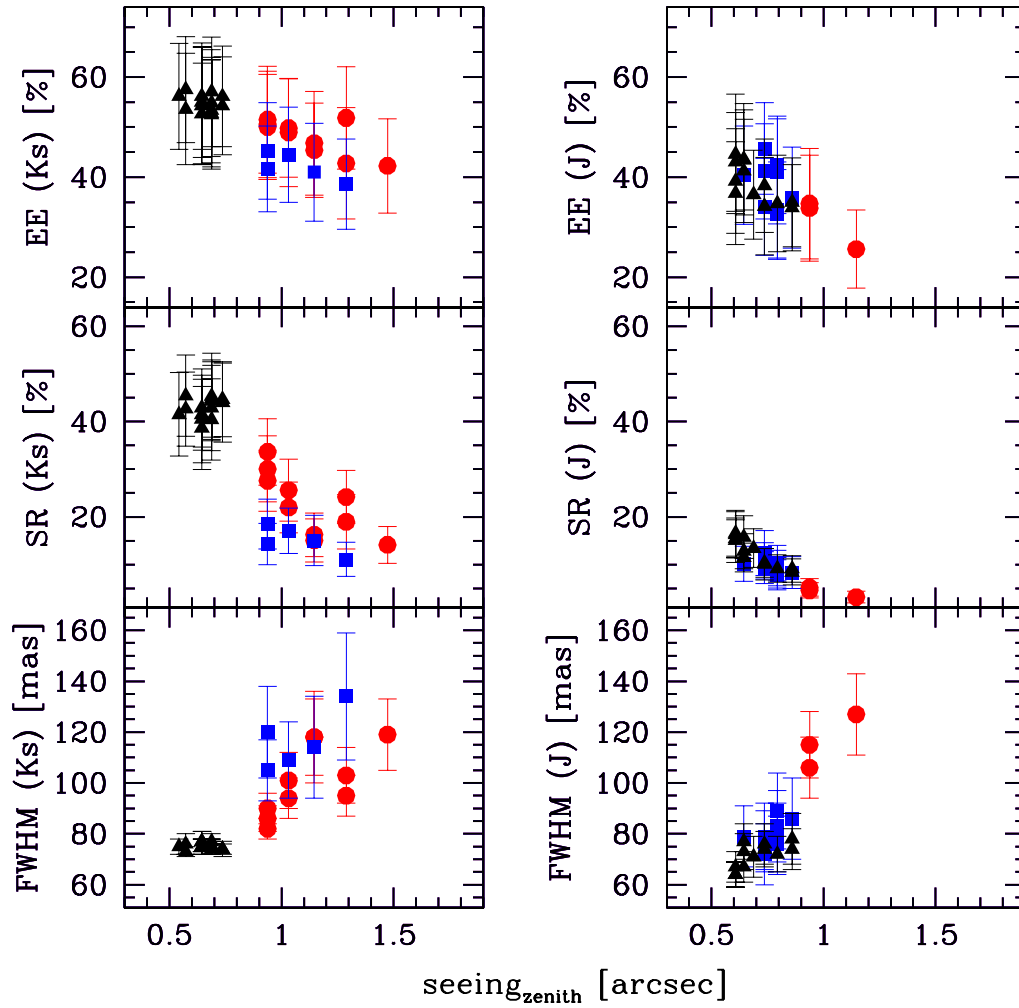 EE (Ks) [%]
60
40
20
EE (J) [%]
60
40
20
SR (Ks) [%]
60
40
20
SR (J) [%]
60
40
20
FWHM (Ks) [mas]
160
140
120
100
80
60
FWHM (J) [mas]
160
140
120
100
80
60
0.5 1 1.5
0.5 1 1.5
seeing_zenith [arcsec]